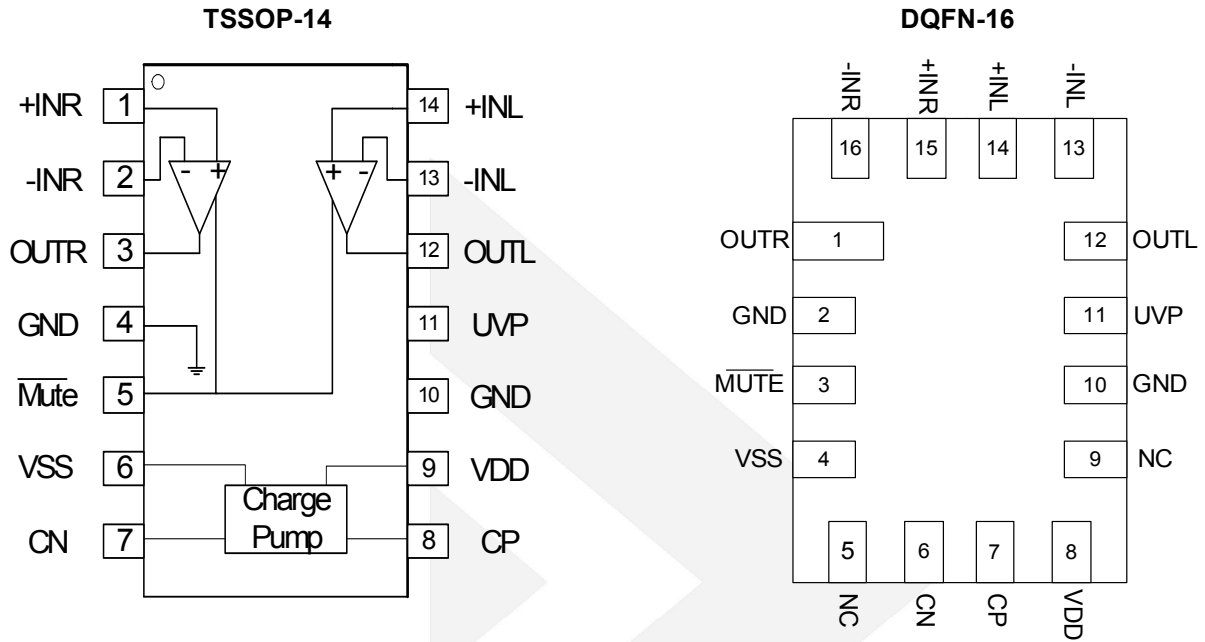 TSSOP-14
+INR 1
-INR 2
OUTR 3
GND 4
Mute 5
VSS 6
CN 7
14 +INL
13 -INL
12 OUTL
11 UVP
10 GND
9 VDD
8 CP
- +
+ -
Charge
Pump
DQFN-16
-INR
+INR
+INL
-INL
16
15
14
13
OUTR 1
GND 2
MUTE 3
VSS 4
12 OUTL
11 UVP
10 GND
9 NC
5
6
7
8
NC
CN
CP
VDD